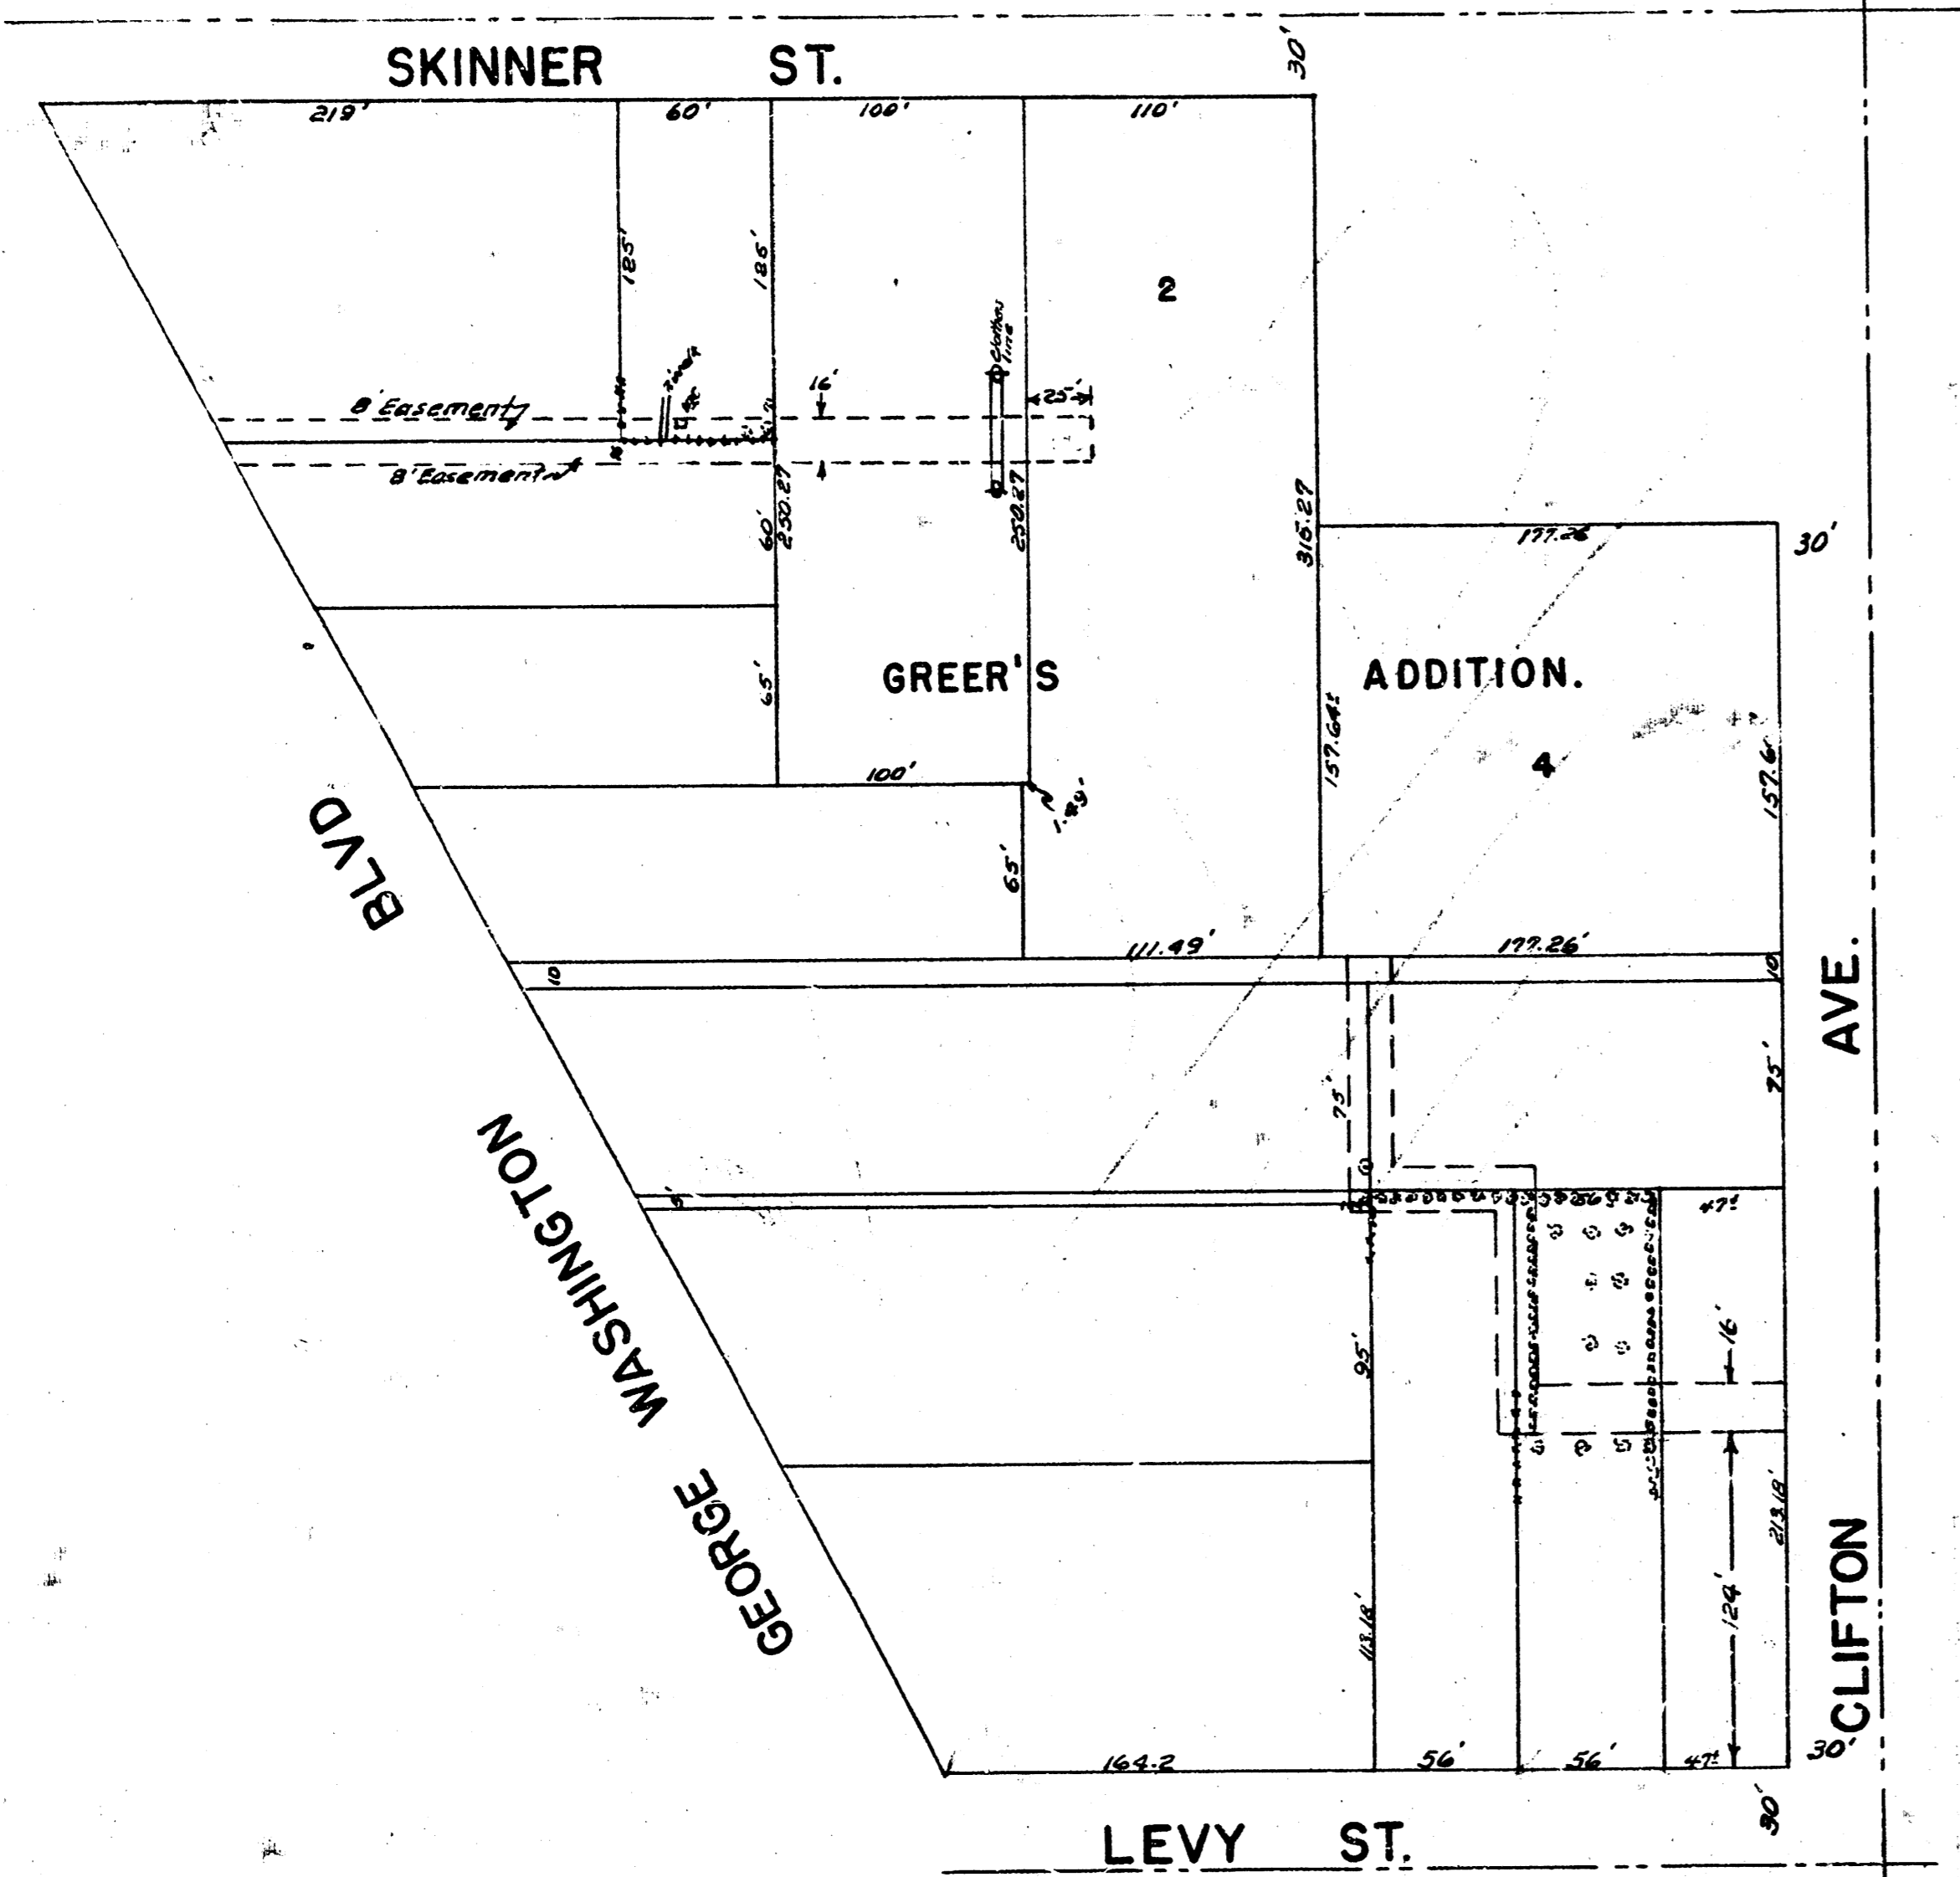 SKINNER ST.
30'
219' 60' 100' 110'
185'
185'
2
Clothes
line
16'
25'
8' Easement
8' Easement
60'
250.27
250.27
315.27
177.26
30'
65'
GREER'S ADDITION.
157.64±
4
157.6
100'
65'
BLVD
111.49'
177.26'
10
10
AVE.
75'
75'
WASHINGTON
5'
47±
16'
95'
GEORGE
213.18'
124'
113.18'
CLIFTON
164.2
56'
56'
47±
30'
30'
LEVY ST.